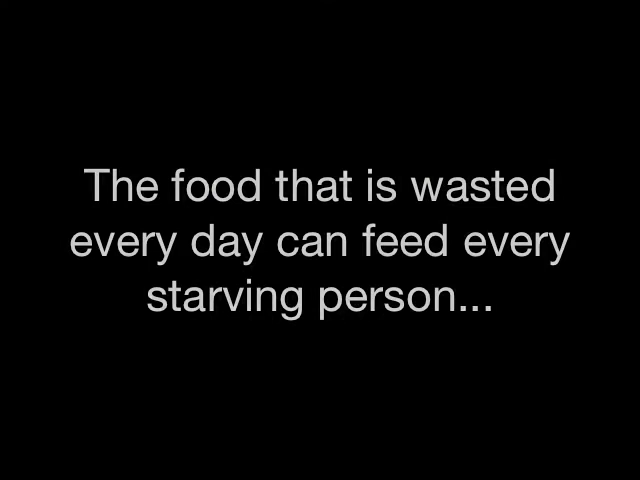 The food that is wasted
every day can feed every
starving person...